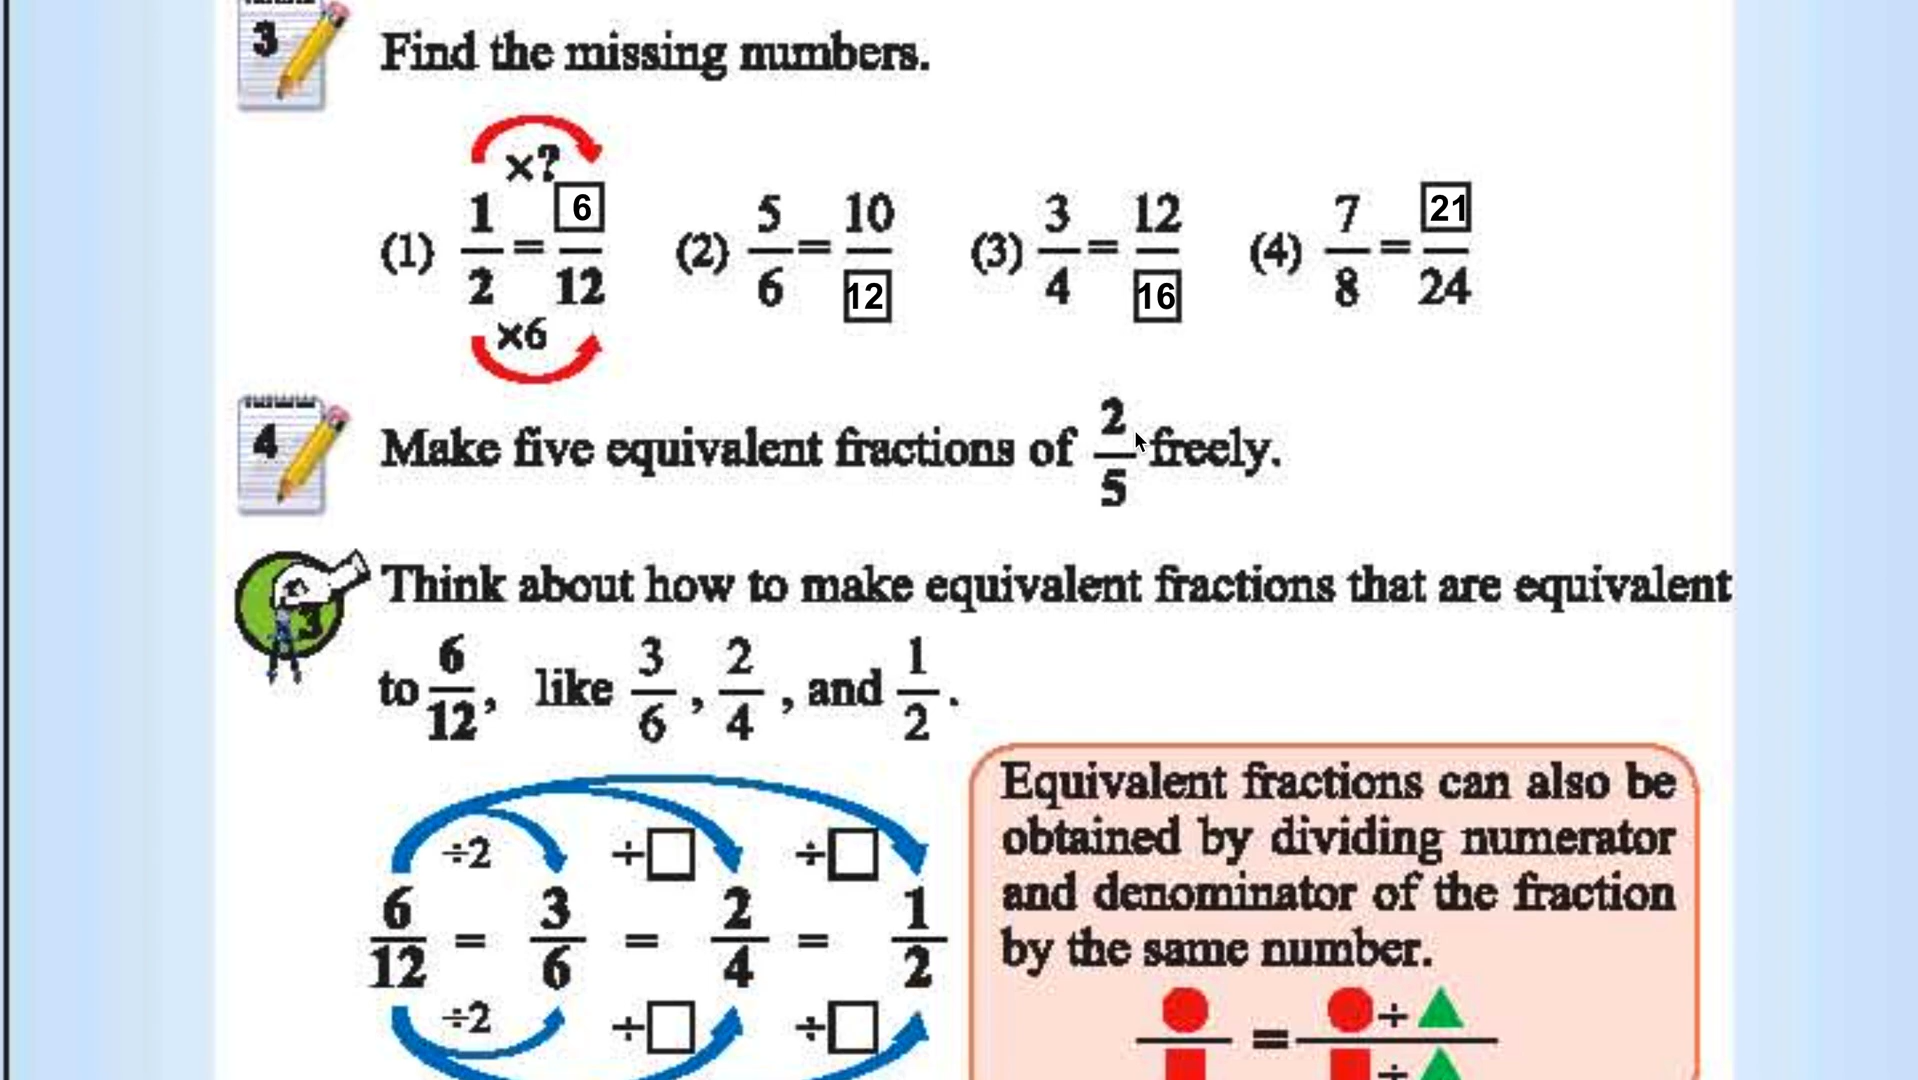 3 Find the missing numbers.
×?
(1) 1/2 = 6/12 (2) 5/6 = 10/12 (3) 3/4 = 12/16 (4) 7/8 = 21/24
×6
4 Make five equivalent fractions of 2/5 freely.
3 Think about how to make equivalent fractions that are equivalent
to 6/12, like 3/6, 2/4, and 1/2.
÷2 ÷□ ÷□
6/12 = 3/6 = 2/4 = 1/2
÷2 ÷□ ÷□
Equivalent fractions can also be
obtained by dividing numerator
and denominator of the fraction
by the same number.
●/■ = ●÷▲/■÷▲